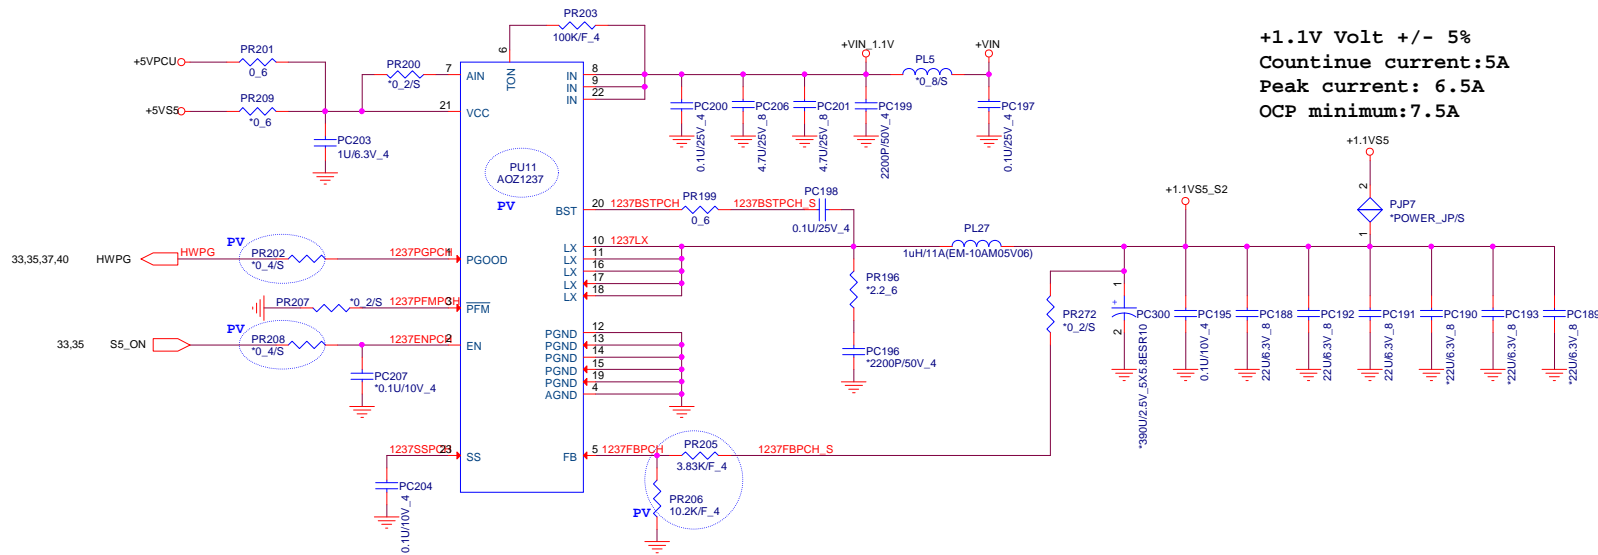 PR203
100K/F_4
+1.1V Volt +/- 5%
Countinue current:5A
Peak current: 6.5A
OCP minimum:7.5A
+VIN_1.1V
+VIN
PL5
*0_8/S
+5VPCU
PR201
0_6
PR200
*0_2/S
+5VS5
PR209
*0_6
PC203
1U/6.3V_4
6
7
AIN
TON
21
VCC
IN
8
IN
9
IN
22
PC200
0.1U/25V_4
PC206
4.7U/25V_8
PC201
4.7U/25V_8
PC199
2200P/50V_4
PC197
0.1U/25V_4
+1.1VS5
2
PJP7
*POWER_JP/S
1
+1.1VS5_S2
PU11
AOZ1237
PV
BST
20
1237BSTPCH
PR199
0_6
1237BSTPCH_S
PC198
0.1U/25V_4
33,35,37,40
HWPG
HWPG
PV
PR202
*0_4/S
1237PGPCH
1
PGOOD
LX
10
1237LX
LX
11
LX
16
LX
17
LX
18
PL27
1uH/11A(EM-10AM05V06)
PR207
*0_2/S
1237PFMPCH
3
PFM
PR196
*2.2_6
PC196
*2200P/50V_4
33,35
S5_ON
PV
PR208
*0_4/S
1237ENPCH
2
EN
PC207
*0.1U/10V_4
PGND
12
PGND
13
PGND
14
PGND
15
PGND
19
AGND
4
PR272
*0_2/S
1
+
2
PC300
*390U/2.5V_5X5.8ESR10
PC195
0.1U/10V_4
PC188
22U/6.3V_8
PC192
22U/6.3V_8
PC191
22U/6.3V_8
PC190
*22U/6.3V_8
PC193
*22U/6.3V_8
PC189
*22U/6.3V_8
1237SSPCH
23
SS
PC204
0.1U/10V_4
FB
5
1237FBPCH
PR205
3.83K/F_4
1237FBPCH_S
PR206
10.2K/F_4
PV